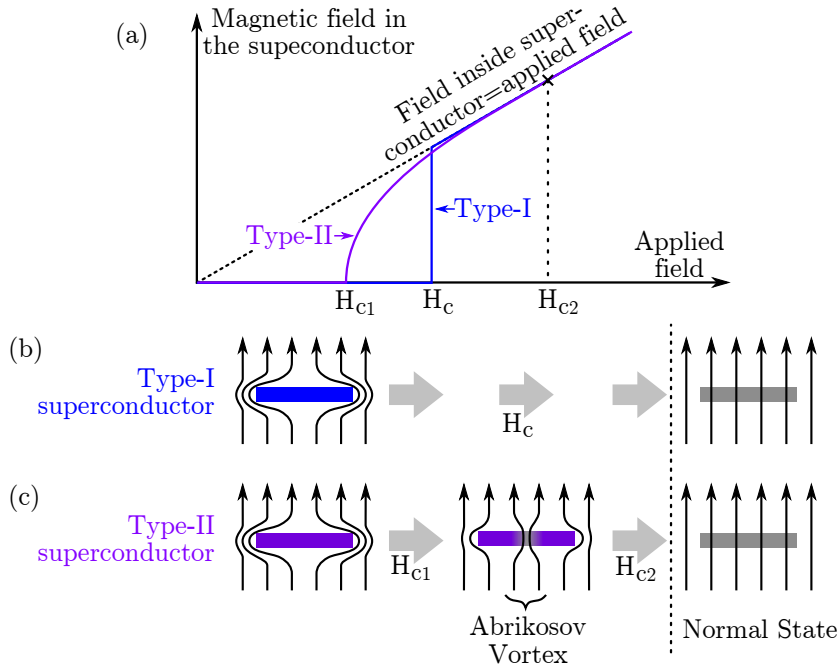 (a)
Magnetic field in
the supeconductor
Field inside super-
conductor=applied field
Type-II
Type-I
Applied
field
Hc1
Hc
Hc2
(b)
Type-I
superconductor
Hc
(c)
Type-II
superconductor
Hc1
Hc2
Abrikosov
Vortex
Normal State